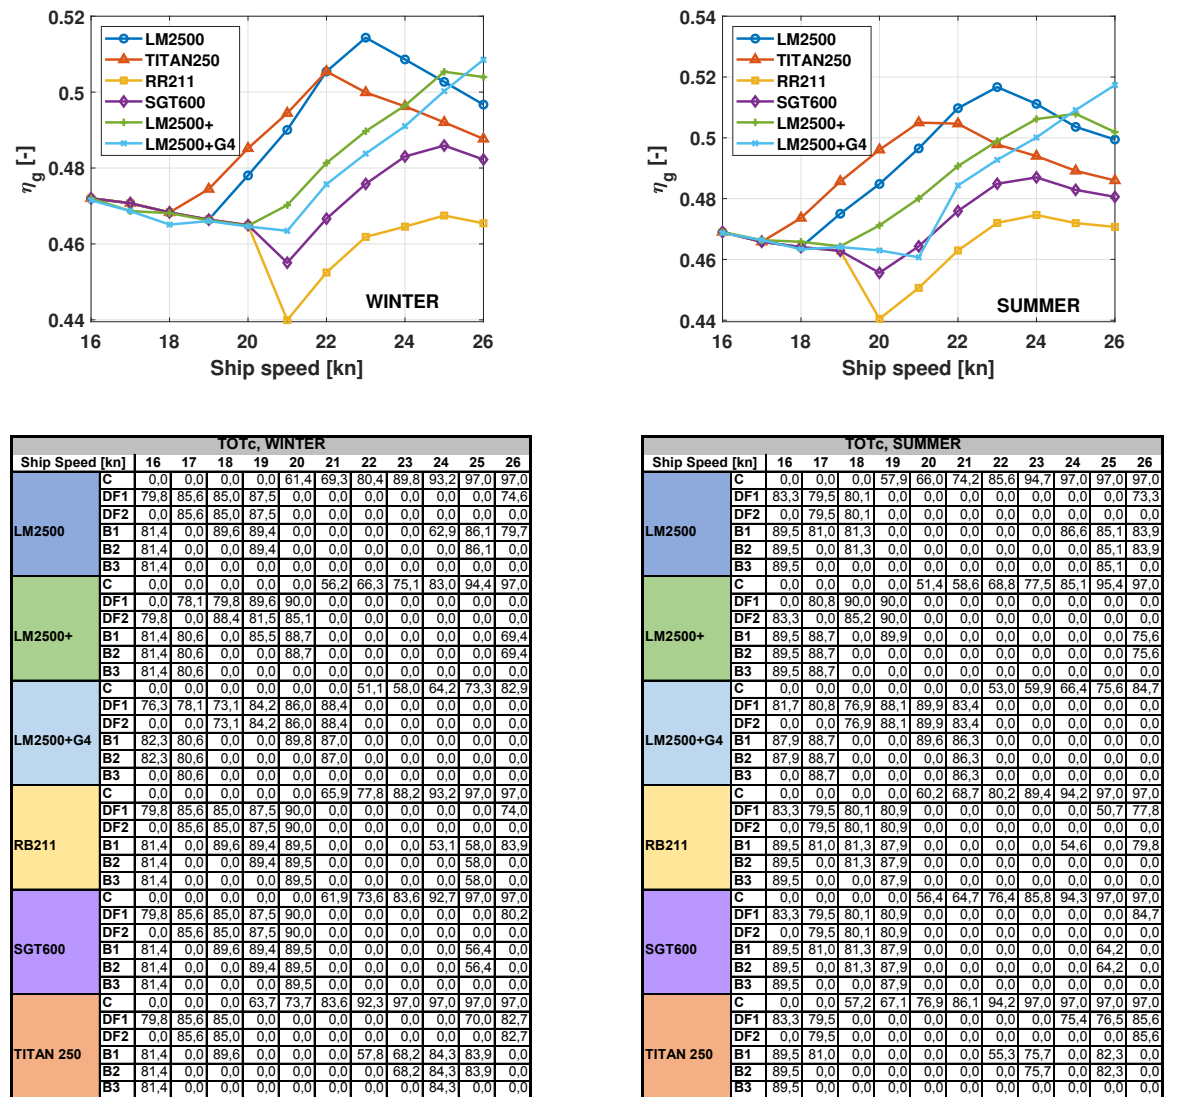 0.52
0.5
0.48
0.46
0.44
η_g [-]
LM2500
TITAN250
RR211
SGT600
LM2500+
LM2500+G4
WINTER
16 18 20 22 24 26
Ship speed [kn]
0.54
0.52
0.5
0.48
0.46
0.44
η_g [-]
LM2500
TITAN250
RR211
SGT600
LM2500+
LM2500+G4
SUMMER
16 18 20 22 24 26
Ship speed [kn]
TOTc, WINTER
Ship Speed [kn] 16 17 18 19 20 21 22 23 24 25 26
LM2500
C 0,0 0,0 0,0 0,0 61,4 69,3 80,4 89,8 93,2 97,0 97,0
DF1 79,8 85,6 85,0 87,5 0,0 0,0 0,0 0,0 0,0 0,0 74,6
DF2 0,0 85,6 85,0 87,5 0,0 0,0 0,0 0,0 0,0 0,0 0,0
B1 81,4 0,0 89,6 89,4 0,0 0,0 0,0 0,0 62,9 86,1 79,7
B2 81,4 0,0 0,0 89,4 0,0 0,0 0,0 0,0 0,0 86,1 0,0
B3 81,4 0,0 0,0 0,0 0,0 0,0 0,0 0,0 0,0 0,0 0,0
LM2500+
C 0,0 0,0 0,0 0,0 0,0 56,2 66,3 75,1 83,0 94,4 97,0
DF1 0,0 78,1 79,8 89,6 90,0 0,0 0,0 0,0 0,0 0,0 0,0
DF2 79,8 0,0 88,4 81,5 85,1 0,0 0,0 0,0 0,0 0,0 0,0
B1 81,4 80,6 0,0 85,5 88,7 0,0 0,0 0,0 0,0 0,0 69,4
B2 81,4 80,6 0,0 0,0 88,7 0,0 0,0 0,0 0,0 0,0 69,4
B3 81,4 80,6 0,0 0,0 0,0 0,0 0,0 0,0 0,0 0,0 0,0
LM2500+G4
C 0,0 0,0 0,0 0,0 0,0 0,0 51,1 58,0 64,2 73,3 82,9
DF1 76,3 78,1 73,1 84,2 86,0 88,4 0,0 0,0 0,0 0,0 0,0
DF2 0,0 0,0 73,1 84,2 86,0 88,4 0,0 0,0 0,0 0,0 0,0
B1 82,3 80,6 0,0 0,0 89,8 87,0 0,0 0,0 0,0 0,0 0,0
B2 82,3 80,6 0,0 0,0 0,0 87,0 0,0 0,0 0,0 0,0 0,0
B3 0,0 80,6 0,0 0,0 0,0 0,0 0,0 0,0 0,0 0,0 0,0
RB211
C 0,0 0,0 0,0 0,0 0,0 65,9 77,8 88,2 93,2 97,0 97,0
DF1 79,8 85,6 85,0 87,5 90,0 0,0 0,0 0,0 0,0 0,0 74,0
DF2 0,0 85,6 85,0 87,5 90,0 0,0 0,0 0,0 0,0 0,0 0,0
B1 81,4 0,0 89,6 89,4 89,5 0,0 0,0 0,0 53,1 58,0 83,9
B2 81,4 0,0 0,0 89,4 89,5 0,0 0,0 0,0 0,0 58,0 0,0
B3 81,4 0,0 0,0 0,0 89,5 0,0 0,0 0,0 0,0 58,0 0,0
SGT600
C 0,0 0,0 0,0 0,0 0,0 61,9 73,6 83,6 92,7 97,0 97,0
DF1 79,8 85,6 85,0 87,5 90,0 0,0 0,0 0,0 0,0 0,0 80,2
DF2 0,0 85,6 85,0 87,5 90,0 0,0 0,0 0,0 0,0 0,0 0,0
B1 81,4 0,0 89,6 89,4 89,5 0,0 0,0 0,0 0,0 56,4 0,0
B2 81,4 0,0 0,0 89,4 89,5 0,0 0,0 0,0 0,0 56,4 0,0
B3 81,4 0,0 0,0 0,0 89,5 0,0 0,0 0,0 0,0 0,0 0,0
TITAN 250
C 0,0 0,0 0,0 63,7 73,7 83,6 92,3 97,0 97,0 97,0 97,0
DF1 79,8 85,6 85,0 0,0 0,0 0,0 0,0 0,0 0,0 70,0 82,7
DF2 0,0 85,6 85,0 0,0 0,0 0,0 0,0 0,0 0,0 0,0 82,7
B1 81,4 0,0 89,6 0,0 0,0 0,0 57,8 68,2 84,3 83,9 0,0
B2 81,4 0,0 0,0 0,0 0,0 0,0 0,0 68,2 84,3 83,9 0,0
B3 81,4 0,0 0,0 0,0 0,0 0,0 0,0 0,0 84,3 0,0 0,0
TOTc, SUMMER
Ship Speed [kn] 16 17 18 19 20 21 22 23 24 25 26
LM2500
C 0,0 0,0 0,0 57,9 66,0 74,2 85,6 94,7 97,0 97,0 97,0
DF1 83,3 79,5 80,1 0,0 0,0 0,0 0,0 0,0 0,0 0,0 73,3
DF2 0,0 79,5 80,1 0,0 0,0 0,0 0,0 0,0 0,0 0,0 0,0
B1 89,5 81,0 81,3 0,0 0,0 0,0 0,0 0,0 86,6 85,1 83,9
B2 89,5 0,0 81,3 0,0 0,0 0,0 0,0 0,0 0,0 85,1 83,9
B3 89,5 0,0 0,0 0,0 0,0 0,0 0,0 0,0 0,0 85,1 0,0
LM2500+
C 0,0 0,0 0,0 0,0 51,4 58,6 68,8 77,5 85,1 95,4 97,0
DF1 0,0 80,8 90,0 90,0 0,0 0,0 0,0 0,0 0,0 0,0 0,0
DF2 83,3 0,0 85,2 90,0 0,0 0,0 0,0 0,0 0,0 0,0 0,0
B1 89,5 88,7 0,0 89,9 0,0 0,0 0,0 0,0 0,0 0,0 75,6
B2 89,5 88,7 0,0 0,0 0,0 0,0 0,0 0,0 0,0 0,0 75,6
B3 89,5 88,7 0,0 0,0 0,0 0,0 0,0 0,0 0,0 0,0 0,0
LM2500+G4
C 0,0 0,0 0,0 0,0 0,0 0,0 53,0 59,9 66,4 75,6 84,7
DF1 81,7 80,8 76,9 88,1 89,9 83,4 0,0 0,0 0,0 0,0 0,0
DF2 0,0 0,0 76,9 88,1 89,9 83,4 0,0 0,0 0,0 0,0 0,0
B1 87,9 88,7 0,0 0,0 89,6 86,3 0,0 0,0 0,0 0,0 0,0
B2 87,9 88,7 0,0 0,0 0,0 86,3 0,0 0,0 0,0 0,0 0,0
B3 0,0 88,7 0,0 0,0 0,0 86,3 0,0 0,0 0,0 0,0 0,0
RB211
C 0,0 0,0 0,0 0,0 60,2 68,7 80,2 89,4 94,2 97,0 97,0
DF1 83,3 79,5 80,1 80,9 0,0 0,0 0,0 0,0 0,0 50,7 77,8
DF2 0,0 79,5 80,1 80,9 0,0 0,0 0,0 0,0 0,0 0,0 0,0
B1 89,5 81,0 81,3 87,9 0,0 0,0 0,0 0,0 54,6 0,0 79,8
B2 89,5 0,0 81,3 87,9 0,0 0,0 0,0 0,0 0,0 0,0 0,0
B3 89,5 0,0 0,0 87,9 0,0 0,0 0,0 0,0 0,0 0,0 0,0
SGT600
C 0,0 0,0 0,0 0,0 56,4 64,7 76,4 85,8 94,3 97,0 97,0
DF1 83,3 79,5 80,1 80,9 0,0 0,0 0,0 0,0 0,0 0,0 84,7
DF2 0,0 79,5 80,1 80,9 0,0 0,0 0,0 0,0 0,0 0,0 0,0
B1 89,5 81,0 81,3 87,9 0,0 0,0 0,0 0,0 0,0 64,2 0,0
B2 89,5 0,0 81,3 87,9 0,0 0,0 0,0 0,0 0,0 64,2 0,0
B3 89,5 0,0 0,0 87,9 0,0 0,0 0,0 0,0 0,0 0,0 0,0
TITAN 250
C 0,0 0,0 57,2 67,1 76,9 86,1 94,2 97,0 97,0 97,0 97,0
DF1 83,3 79,5 0,0 0,0 0,0 0,0 0,0 0,0 75,4 76,5 85,6
DF2 0,0 79,5 0,0 0,0 0,0 0,0 0,0 0,0 0,0 0,0 85,6
B1 89,5 81,0 0,0 0,0 0,0 0,0 55,3 75,7 0,0 82,3 0,0
B2 89,5 0,0 0,0 0,0 0,0 0,0 0,0 75,7 0,0 82,3 0,0
B3 89,5 0,0 0,0 0,0 0,0 0,0 0,0 0,0 0,0 0,0 0,0